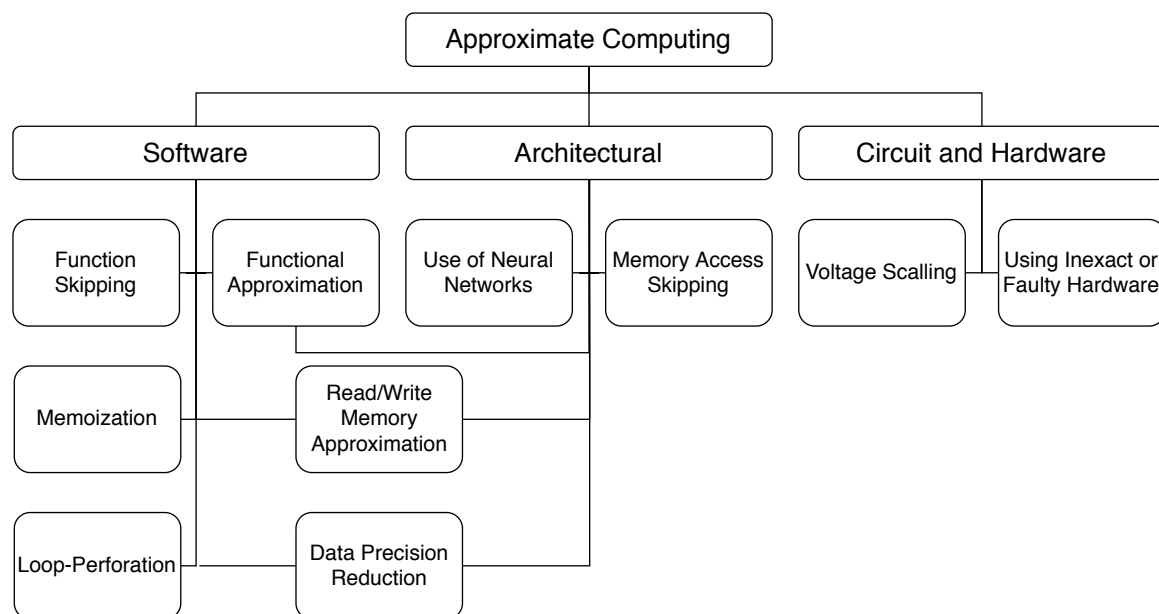 Approximate Computing
Software
Architectural
Circuit and Hardware
Function
Skipping
Functional
Approximation
Use of Neural
Networks
Memory Access
Skipping
Voltage Scalling
Using Inexact or
Faulty Hardware
Memoization
Read/Write
Memory
Approximation
Loop-Perforation
Data Precision
Reduction